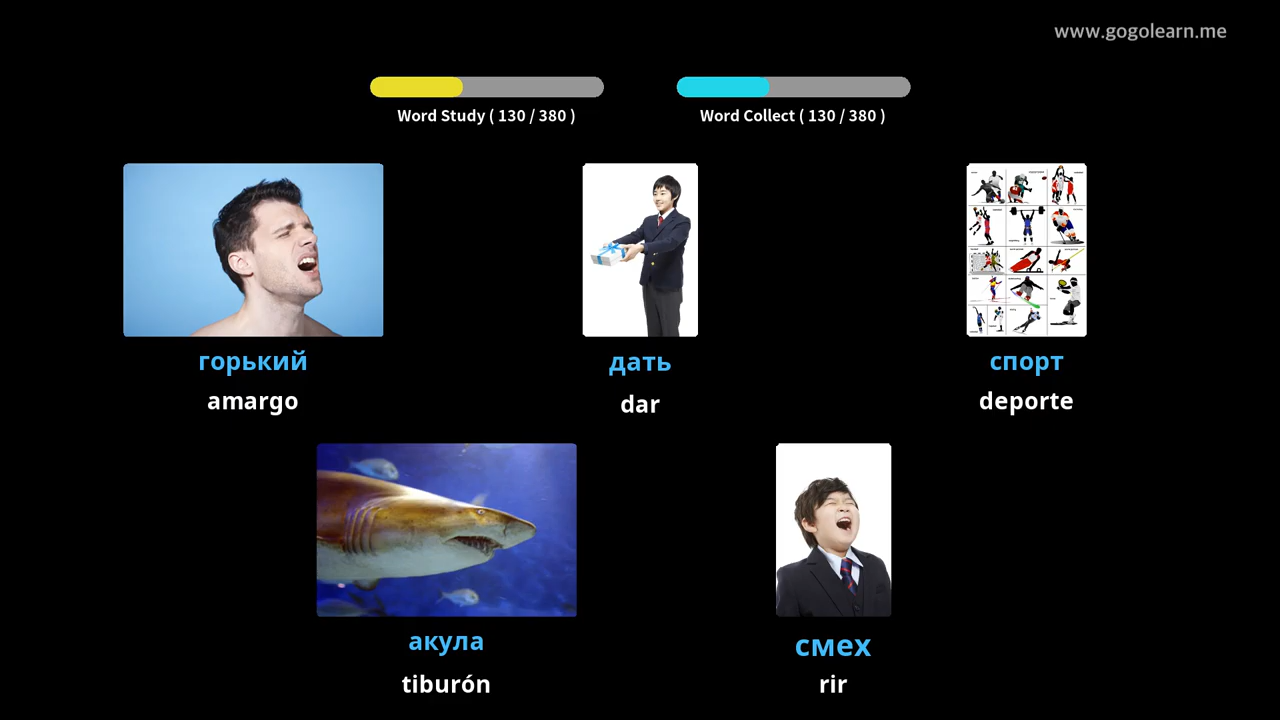 www.gogolearn.me
Word Study ( 130 / 380 )
Word Collect ( 130 / 380 )
горький
amargo
дать
dar
спорт
deporte
акула
tiburón
смех
rir